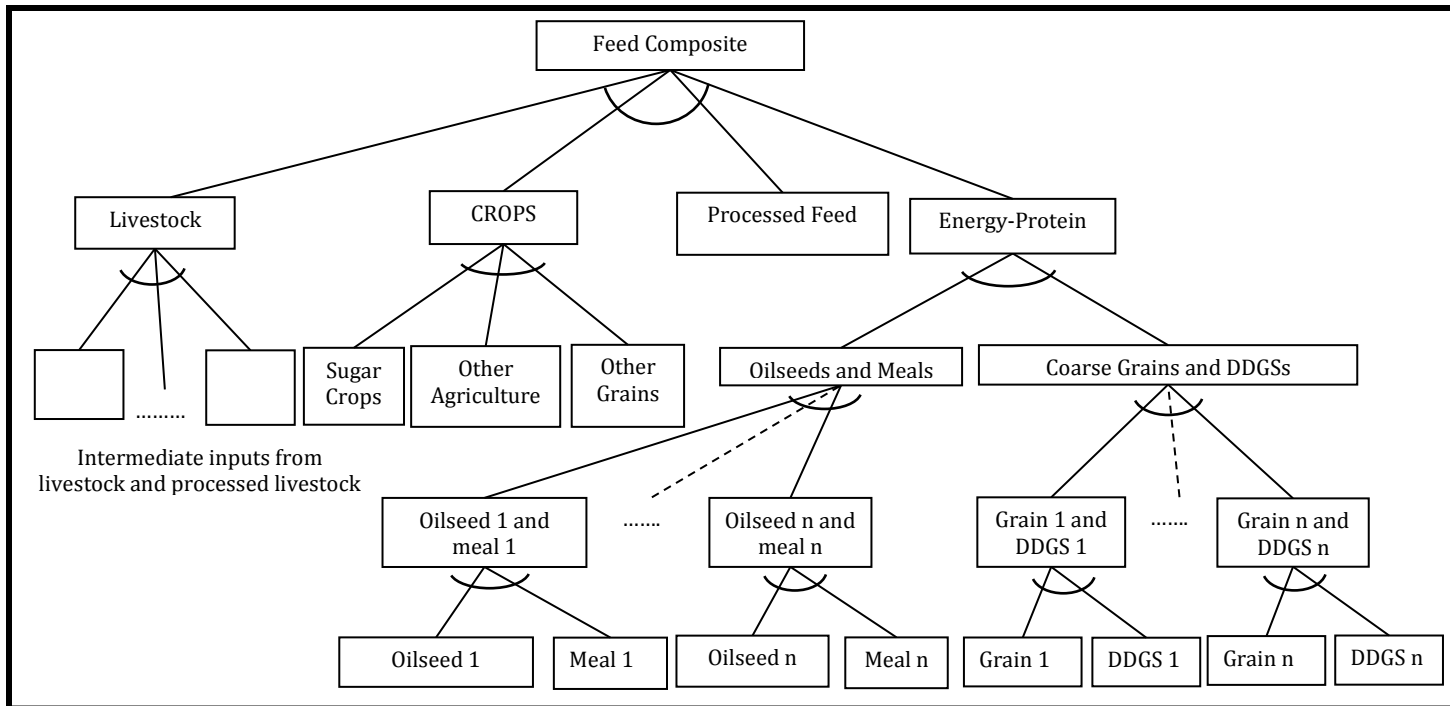 Feed Composite
Livestock
CROPS
Processed Feed
Energy-Protein
Sugar
Crops
Other
Agriculture
Other
Grains
Oilseeds and Meals
Coarse Grains and DDGSs
.........
Intermediate inputs from
livestock and processed livestock
Oilseed 1 and
meal 1
.......
Oilseed n and
meal n
Grain 1 and
DDGS 1
.......
Grain n and
DDGS n
Oilseed 1
Meal 1
Oilseed n
Meal n
Grain 1
DDGS 1
Grain n
DDGS n